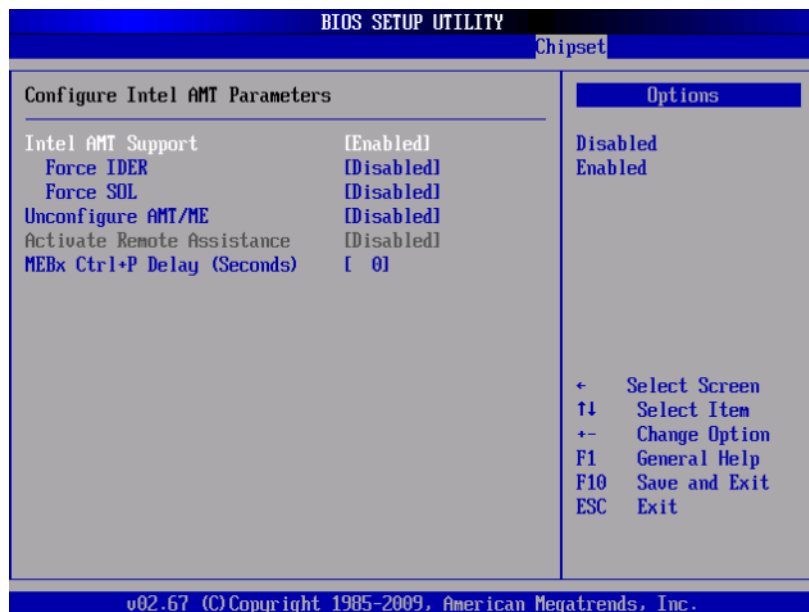 BIOS SETUP UTILITY
Chipset
Configure Intel AMT Parameters
Intel AMT Support [Enabled]
Force IDER [Disabled]
Force SOL [Disabled]
Unconfigure AMT/ME [Disabled]
Activate Remote Assistance [Disabled]
MEBx Ctrl+P Delay (Seconds) [ 0]
Options
Disabled
Enabled
← Select Screen
↑↓ Select Item
+- Change Option
F1 General Help
F10 Save and Exit
ESC Exit
v02.67 (C)Copyright 1985-2009, American Megatrends, Inc.